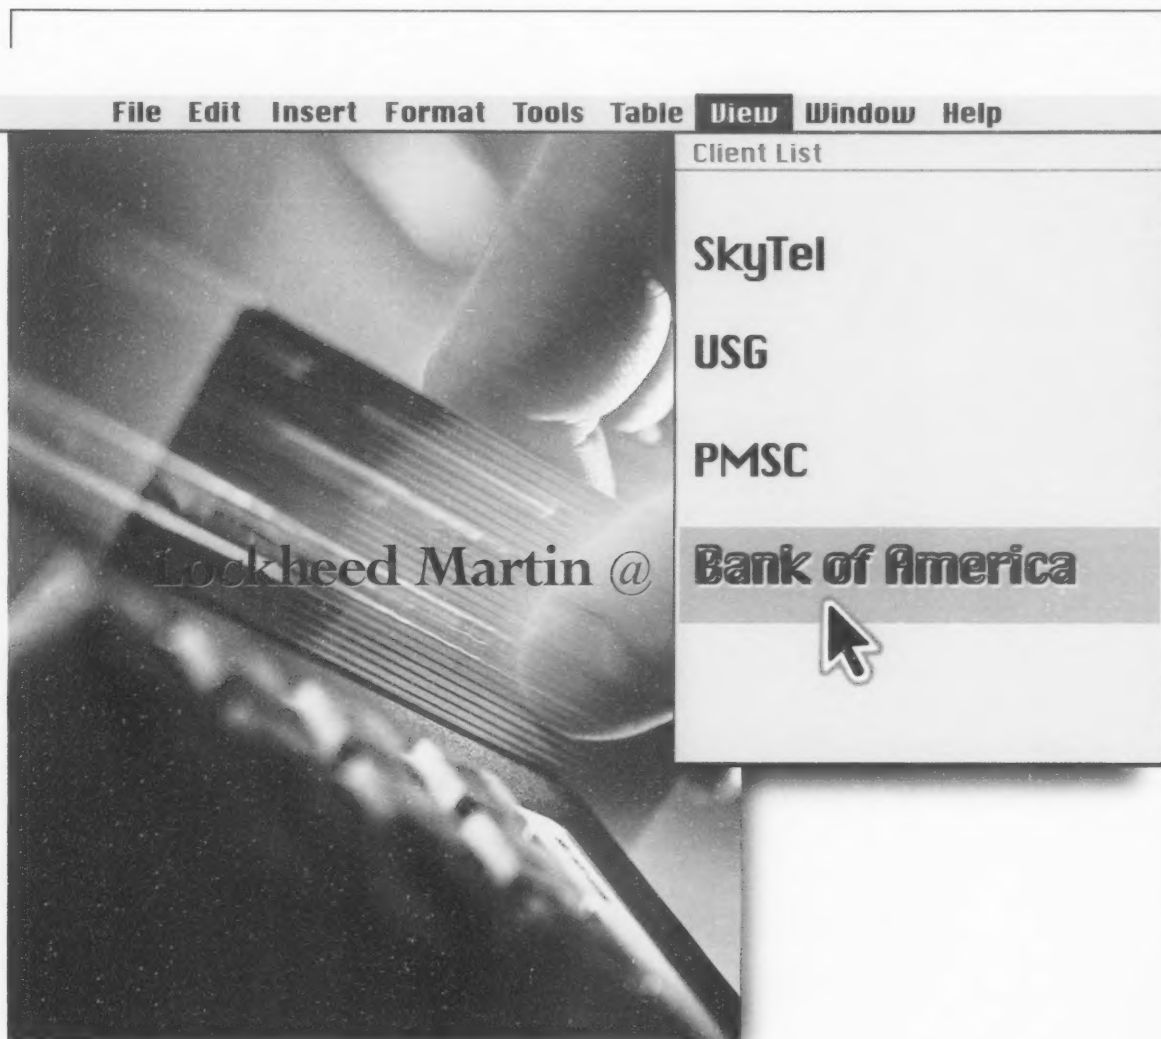 File Edit Insert Format Tools Table View Window Help
Client List
SkyTel
USG
PMSC
Lockheed Martin @ Bank of America